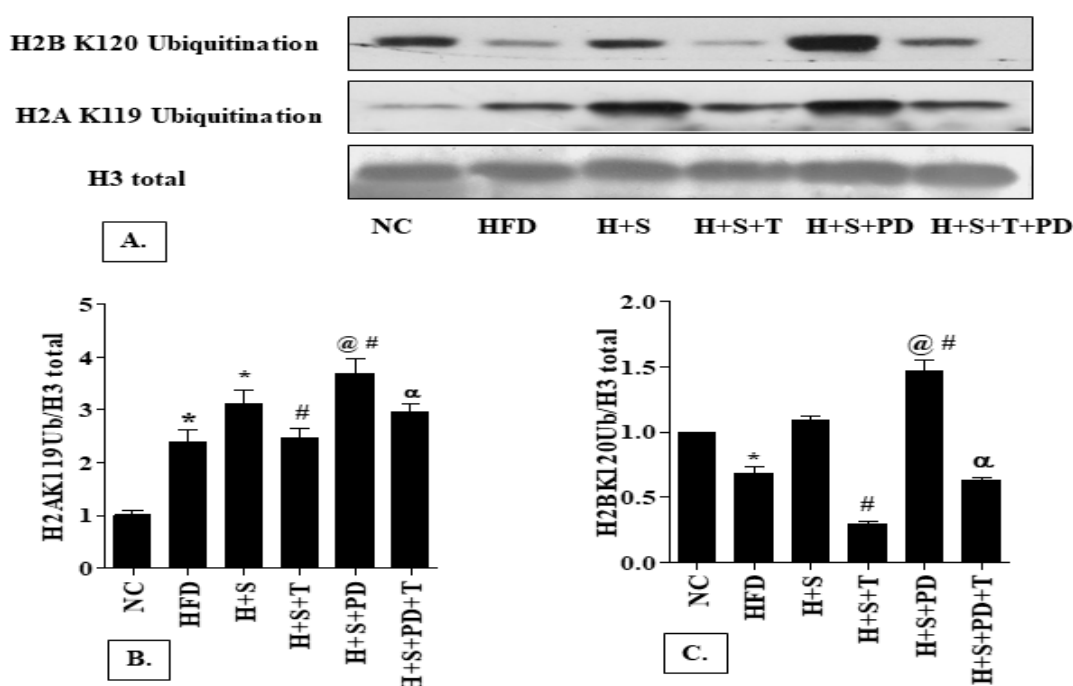 H2B K120 Ubiquitination
H2A K119 Ubiquitination
H3 total
NC HFD H+S H+S+T H+S+PD H+S+T+PD
A.
H2AK119Ub/H3 total
5
4
3
2
1
0
* * # @ # α
NC HFD H+S H+S+T H+S+PD H+S+PD+T
B.
H2BK120Ub/H3 total
2.0
1.5
1.0
0.5
0.0
* # @ # α
NC HFD H+S H+S+T H+S+PD H+S+PD+T
C.